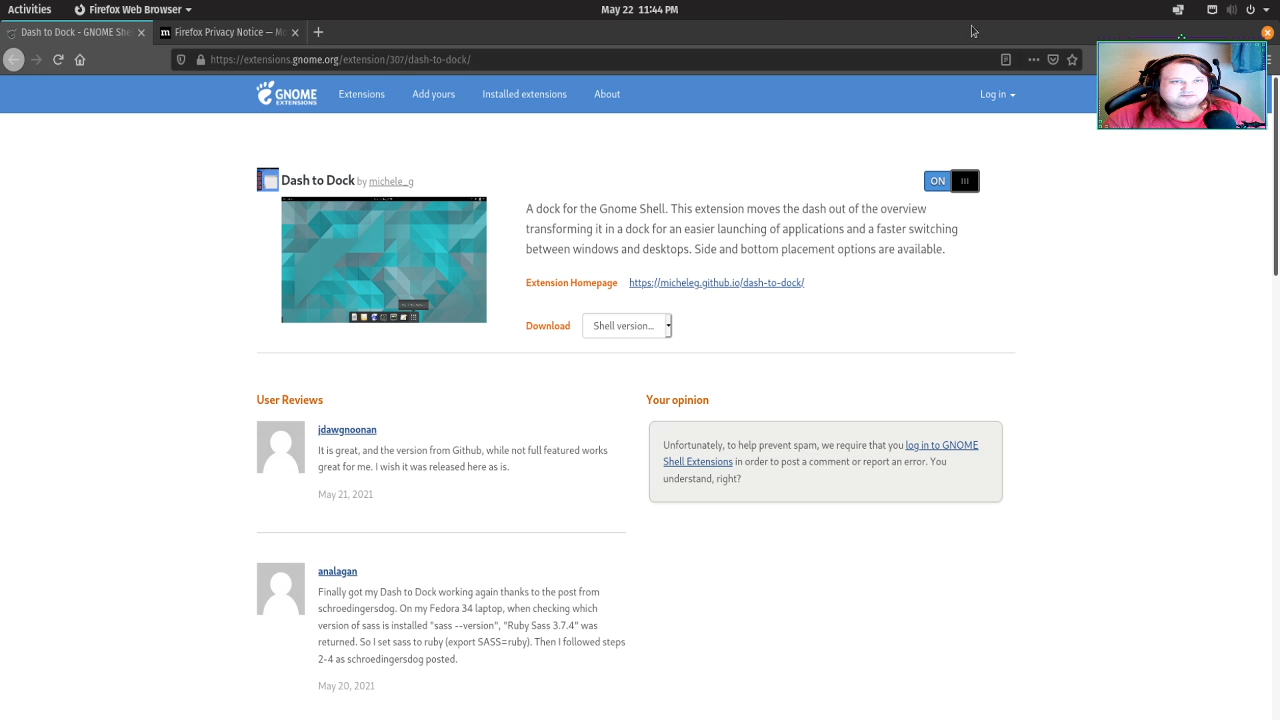 Activities
Firefox Web Browser
May 22 11:44 PM
Dash to Dock - GNOME She
Firefox Privacy Notice — Mo
https://extensions.gnome.org/extension/307/dash-to-dock/
GNOME
EXTENSIONS
Extensions
Add yours
Installed extensions
About
Log in
Dash to Dock by michele_g
ON
A dock for the Gnome Shell. This extension moves the dash out of the overview
transforming it in a dock for an easier launching of applications and a faster switching
between windows and desktops. Side and bottom placement options are available.
Extension Homepage https://micheleg.github.io/dash-to-dock/
Download Shell version...
User Reviews
jdawgnoonan
It is great, and the version from Github, while not full featured works
great for me. I wish it was released here as is.
May 21, 2021
analagan
Finally got my Dash to Dock working again thanks to the post from
schroedingersdog. On my Fedora 34 laptop, when checking which
version of sass is installed "sass --version", "Ruby Sass 3.7.4" was
returned. So I set sass to ruby (export SASS=ruby). Then I followed steps
2-4 as schroedingersdog posted.
May 20, 2021
Your opinion
Unfortunately, to help prevent spam, we require that you log in to GNOME
Shell Extensions in order to post a comment or report an error. You
understand, right?